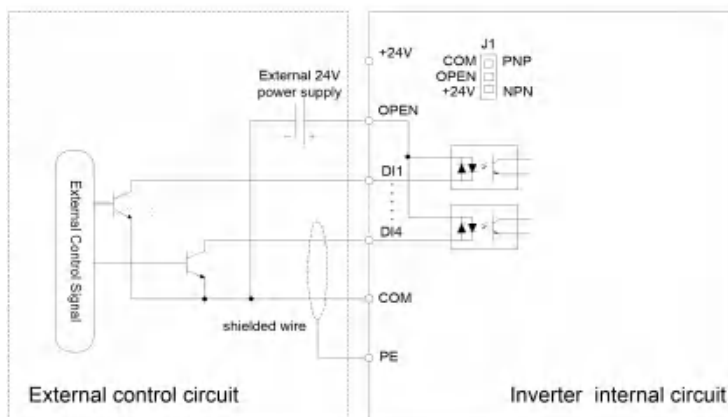 +24V
J1
COM PNP
OPEN
+24V NPN
External 24V
power supply
OPEN
DI1
External Control Signal
DI4
COM
shielded wire
PE
External control circuit
Inverter internal circuit